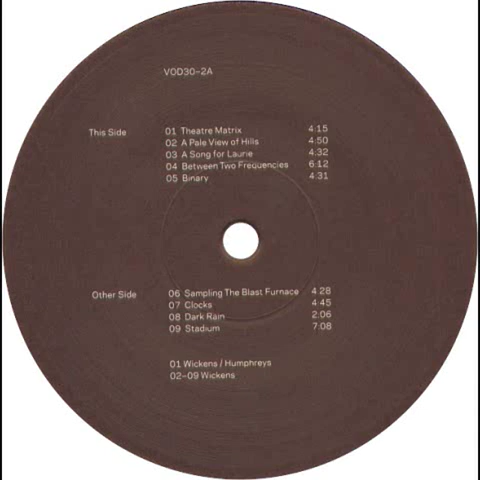 VOD30-2A
This Side
01 Theatre Matrix 4:15
02 A Pale View of Hills 4:50
03 A Song for Laurie 4:32
04 Between Two Frequencies 6:12
05 Binary 4:31
Other Side
06 Sampling The Blast Furnace 4:28
07 Clocks 4:45
08 Dark Rain 2:06
09 Stadium 7:08
01 Wickens / Humphreys
02-09 Wickens